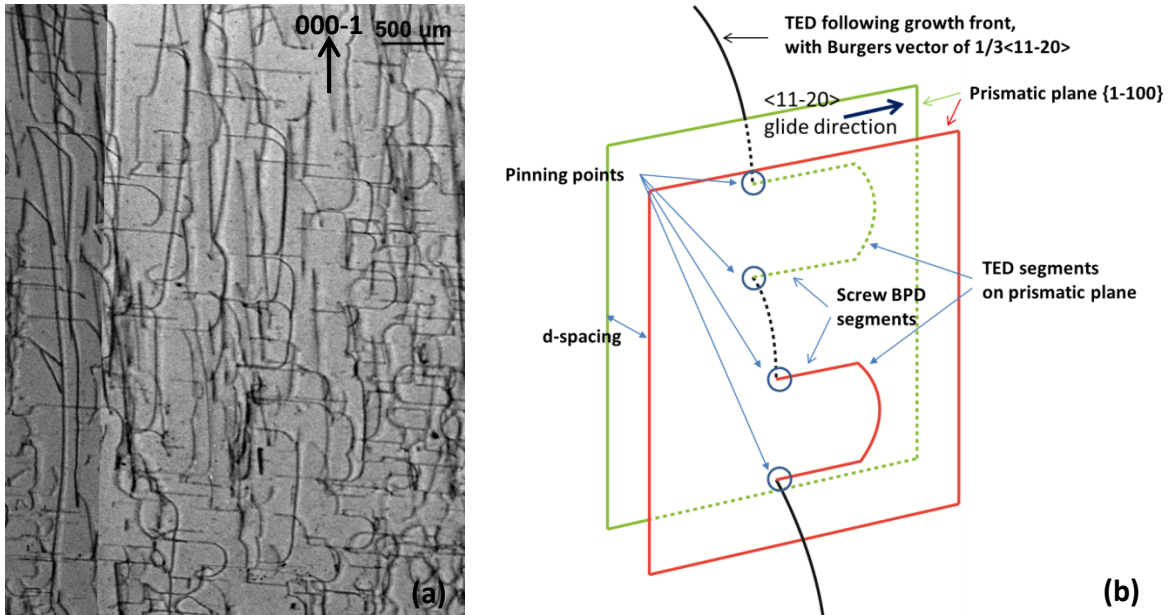 000-1
500 um
(a)
TED following growth front,
with Burgers vector of 1/3<11-20>
<11-20>
glide direction
Prismatic plane {1-100}
Pinning points
Screw BPD
segments
TED segments
on prismatic plane
d-spacing
(b)